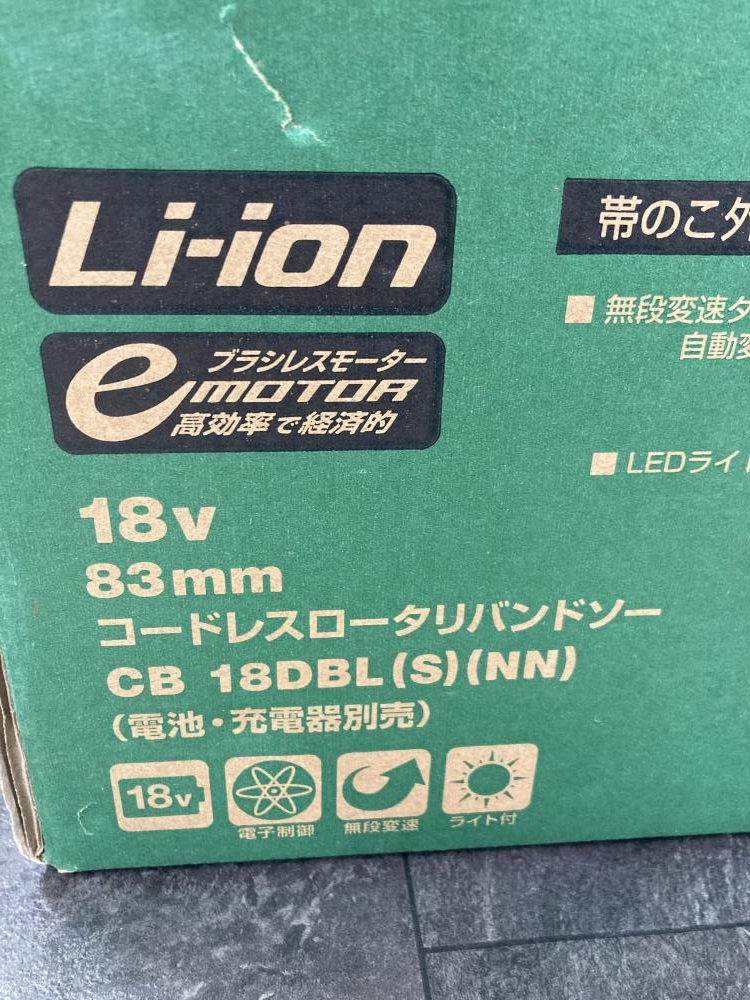 Li-ion
ブラシレスモーター
eMOTOR
高効率で経済的
18v
83mm
コードレスロータリバンドソー
CB 18DBL(S)(NN)
(電池・充電器別売)
18v
電子制御
無段変速
ライト付
帯のこ外
■ 無段変速タ
自動変
■ LEDライト